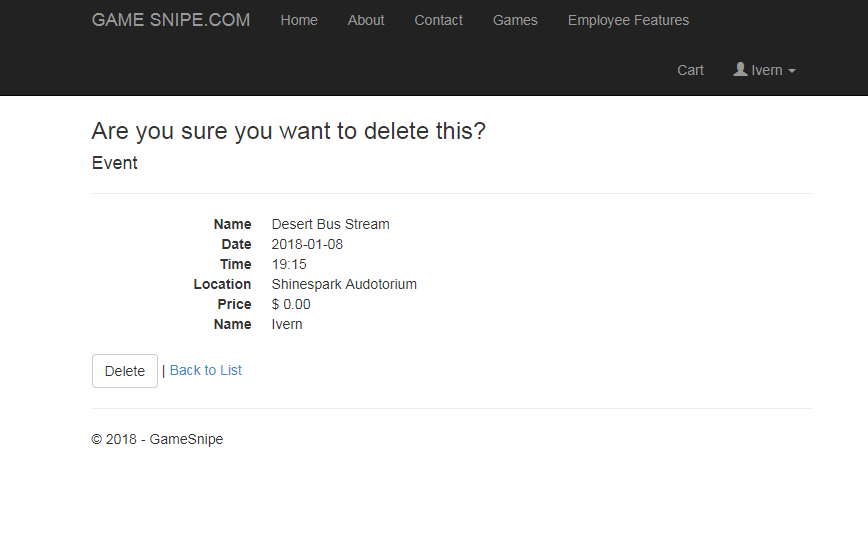 GAME SNIPE.COM Home About Contact Games Employee Features
Cart Ivern
Are you sure you want to delete this?
Event
Name Desert Bus Stream
Date 2018-01-08
Time 19:15
Location Shinespark Audotorium
Price $ 0.00
Name Ivern
Delete | Back to List
© 2018 - GameSnipe